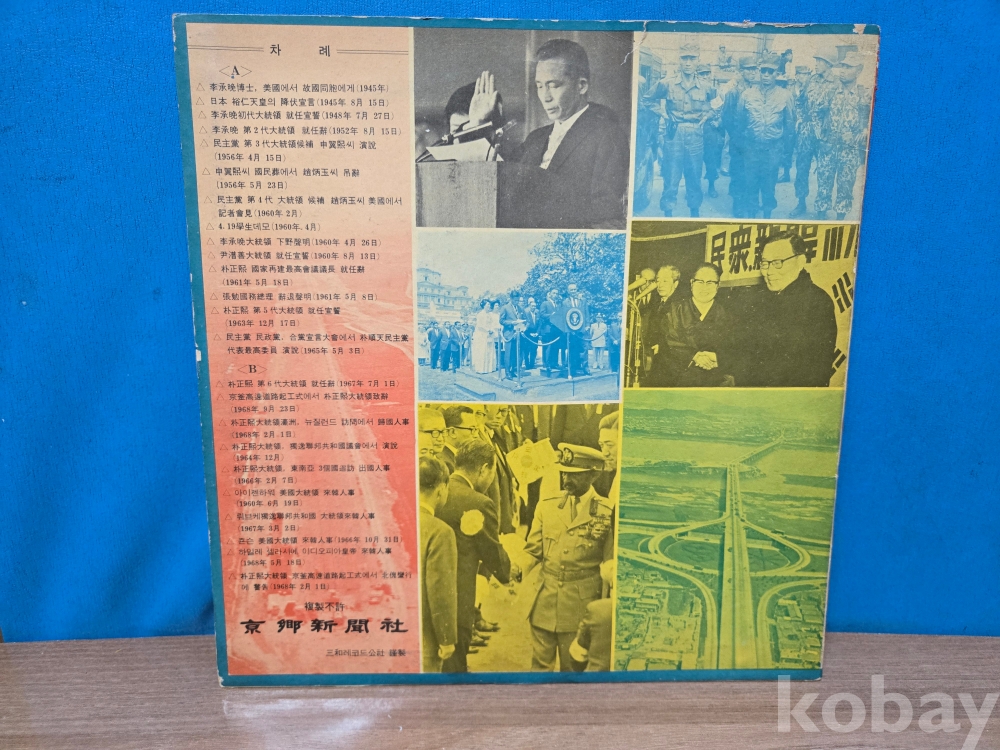 차 례
<A>
△ 李承晩博士, 美國에서 故國同胞에게 (1945年)
△ 日本 裕仁天皇의 降伏宣言 (1945年 8月 15日)
△ 李承晩初代大統領 就任宣誓 (1948年 7月 27日)
△ 李承晩 第2代大統領 就任辭 (1952年 8月 15日)
△ 民主黨 第3代大統領候補 申翼熙씨 演說
(1956年 4月 15日)
△ 申翼熙씨 國民葬에서 趙炳玉씨 弔辭
(1956年 5月 23日)
△ 民主黨 第4代 大統領 候補 趙炳玉씨 美國에서
記者會見 (1960年 2月)
△ 4.19學生데모 (1960年. 4月)
△ 李承晩大統領 下野聲明 (1960年 4月 26日)
△ 尹潽善大統領 就任宣誓 (1960年 8月 13日)
△ 朴正熙 國家再建最高會議議長 就任辭
(1961年 5月 18日)
△ 張勉國務總理 辭退聲明 (1961年 5月 8日)
△ 朴正熙 第5代大統領 就任宣誓
(1963年 12月 17日)
△ 民主黨 民政黨, 合黨宣言大會에서 朴順天民主黨
代表最高委員 演說 (1965年 5月 3日)
<B>
△ 朴正熙 第6代大統領 就任辭 (1967年 7月 1日)
△ 京釜高速道路起工式에서 朴正熙大統領致辭
(1968年 9月 23日)
△ 朴正熙大統領濠洲, 뉴질런드 訪問에서 歸國人事
(1968年 2月 1日)
△ 朴正熙大統領, 獨逸聯邦共和國議會에서 演說
(1964年 12月)
△ 朴正熙大統領, 東南亞 3個國巡訪 出國人事
(1966年 2月 7日)
△ 아이젠하워 美國大統領 來韓人事
(1960年 6月 19日)
△ 뤼브케獨逸聯邦共和國 大統領來韓人事
(1967年 3月 2日)
△ 죤슨 美國大統領 來韓人事 (1966年 10月 31日)
△ 하일레 셀라시에 이디오피아皇帝 來韓人事
(1968年 5月 19日)
△ 朴正熙大統領 京釜高速道路起工式에서 北傀蠻行
에 警告 (1968年 2月 1日)
複製不許
京鄕新聞社
三和레코드公社 謹製
民衆
kobay